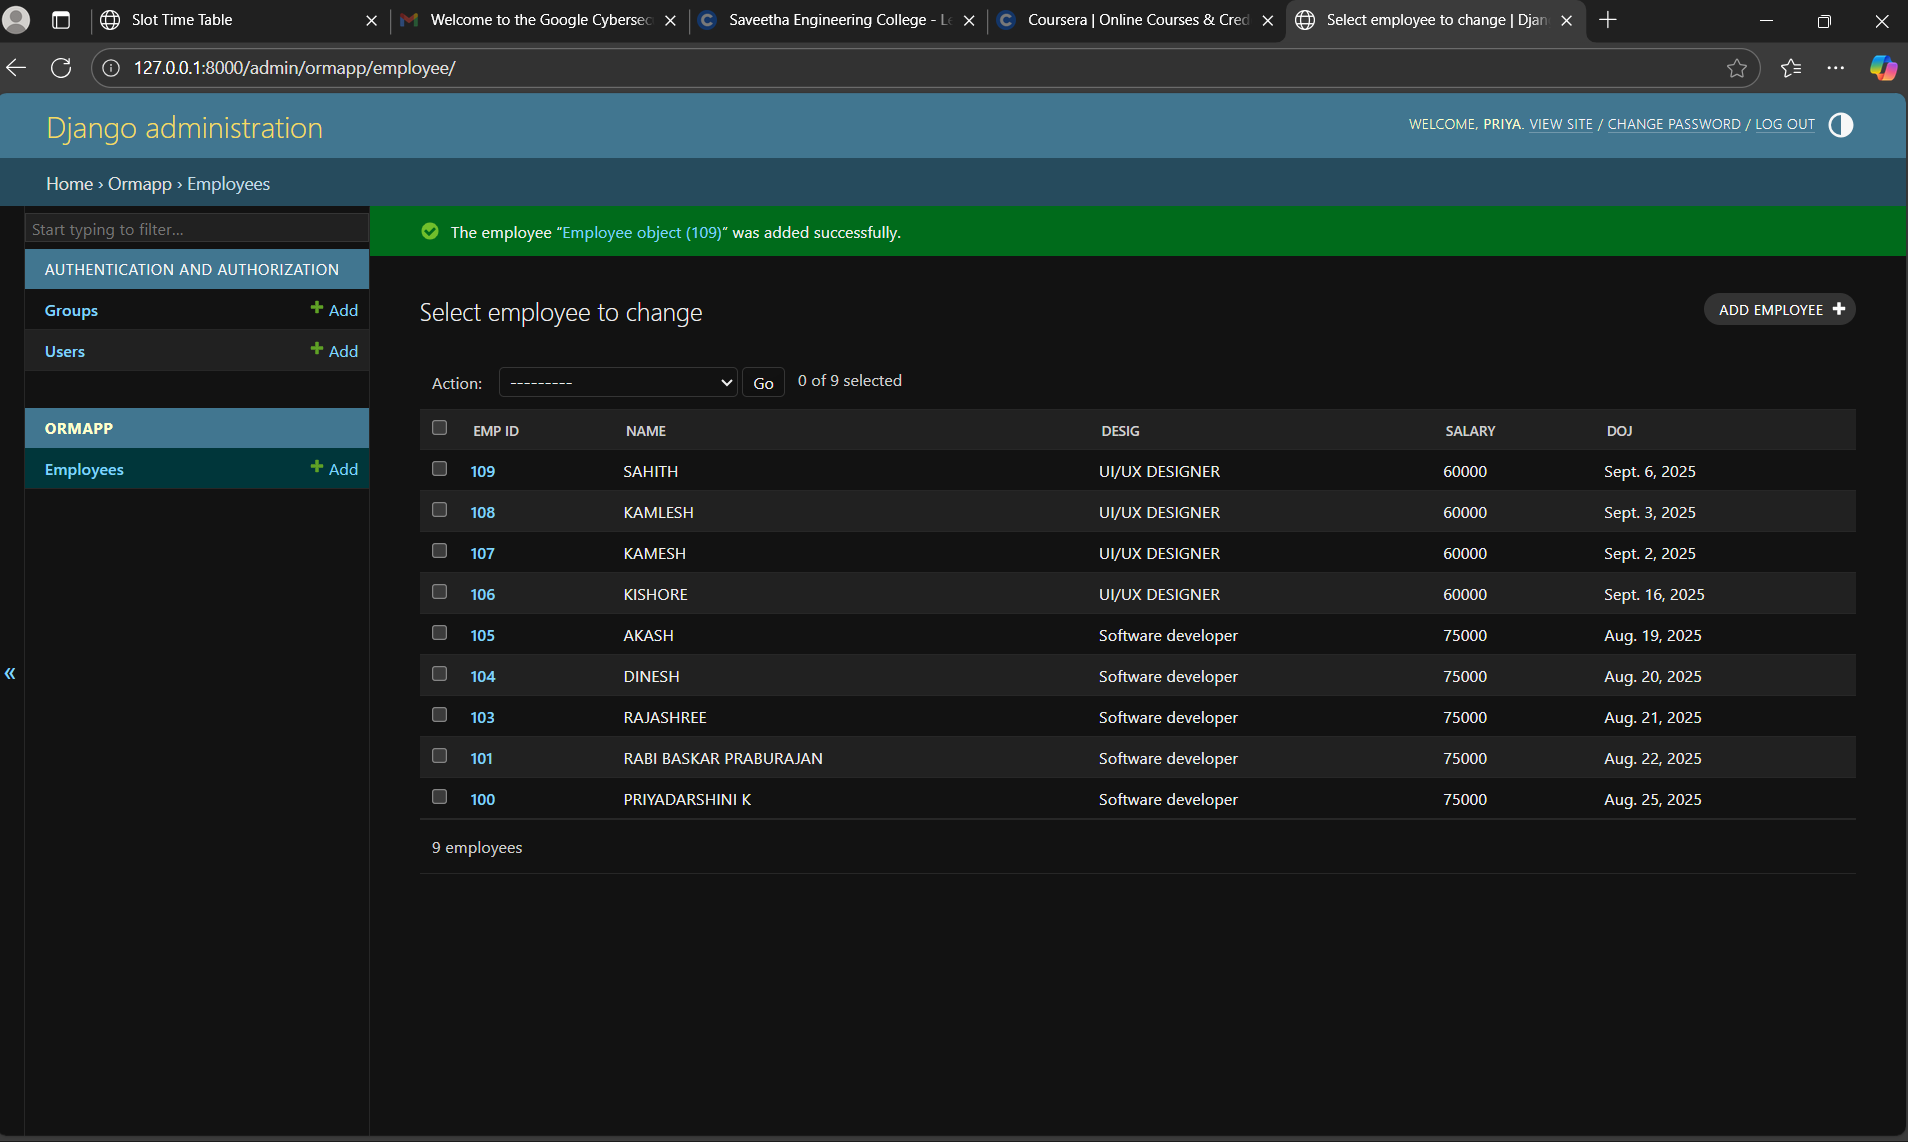 Slot Time Table
Welcome to the Google Cybersec
Saveetha Engineering College - Le
Coursera | Online Courses & Cred
Select employee to change | Djan
127.0.0.1:8000/admin/ormapp/employee/
Django administration
WELCOME, PRIYA. VIEW SITE / CHANGE PASSWORD / LOG OUT
Home › Ormapp › Employees
Start typing to filter...
AUTHENTICATION AND AUTHORIZATION
Groups + Add
Users + Add
ORMAPP
Employees + Add
«
The employee “Employee object (109)” was added successfully.
Select employee to change
ADD EMPLOYEE +
Action: --------- Go 0 of 9 selected
EMP ID NAME DESIG SALARY DOJ
109 SAHITH UI/UX DESIGNER 60000 Sept. 6, 2025
108 KAMLESH UI/UX DESIGNER 60000 Sept. 3, 2025
107 KAMESH UI/UX DESIGNER 60000 Sept. 2, 2025
106 KISHORE UI/UX DESIGNER 60000 Sept. 16, 2025
105 AKASH Software developer 75000 Aug. 19, 2025
104 DINESH Software developer 75000 Aug. 20, 2025
103 RAJASHREE Software developer 75000 Aug. 21, 2025
101 RABI BASKAR PRABURAJAN Software developer 75000 Aug. 22, 2025
100 PRIYADARSHINI K Software developer 75000 Aug. 25, 2025
9 employees